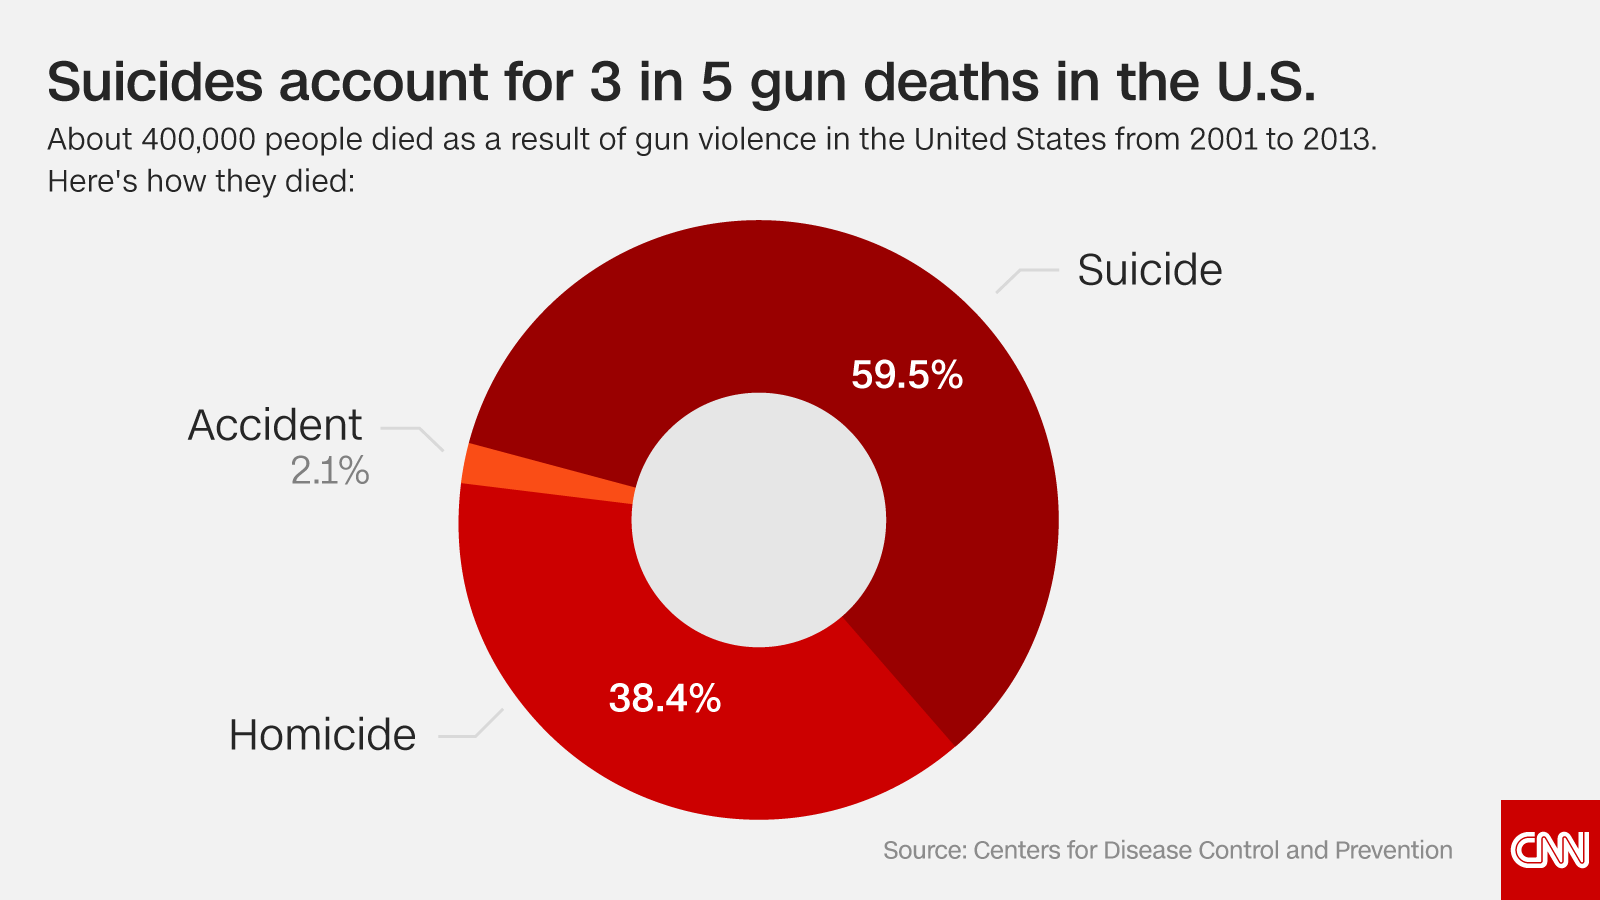 Suicides account for 3 in 5 gun deaths in the U.S.
About 400,000 people died as a result of gun violence in the United States from 2001 to 2013.
Here's how they died:
Suicide
59.5%
Accident
2.1%
38.4%
Homicide
Source: Centers for Disease Control and Prevention
CNN